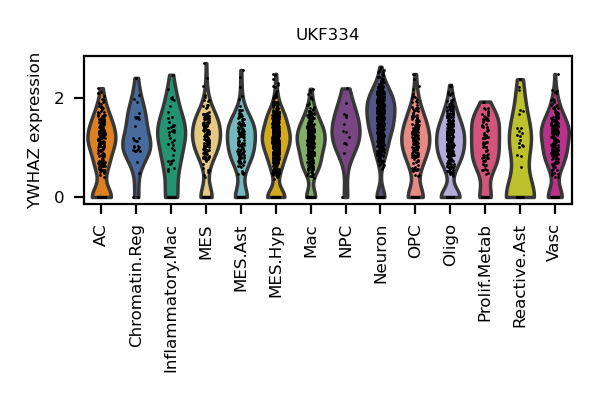 UKF334
YWHAZ expression
2
0
AC
Chromatin.Reg
Inflammatory.Mac
MES
MES.Ast
MES.Hyp
Mac
NPC
Neuron
OPC
Oligo
Prolif.Metab
Reactive.Ast
Vasc